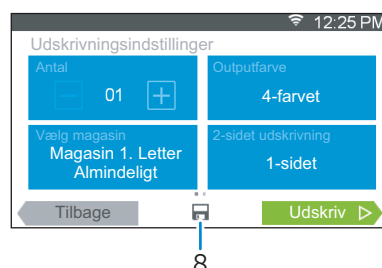 12:25 PM
Udskrivningsindstillinger
Antal
01
Outputfarve
4-farvet
Vælg magasin
Magasin 1. Letter
Almindeligt
2-sidet udskrivning
1-sidet
Tilbage
Udskriv
8